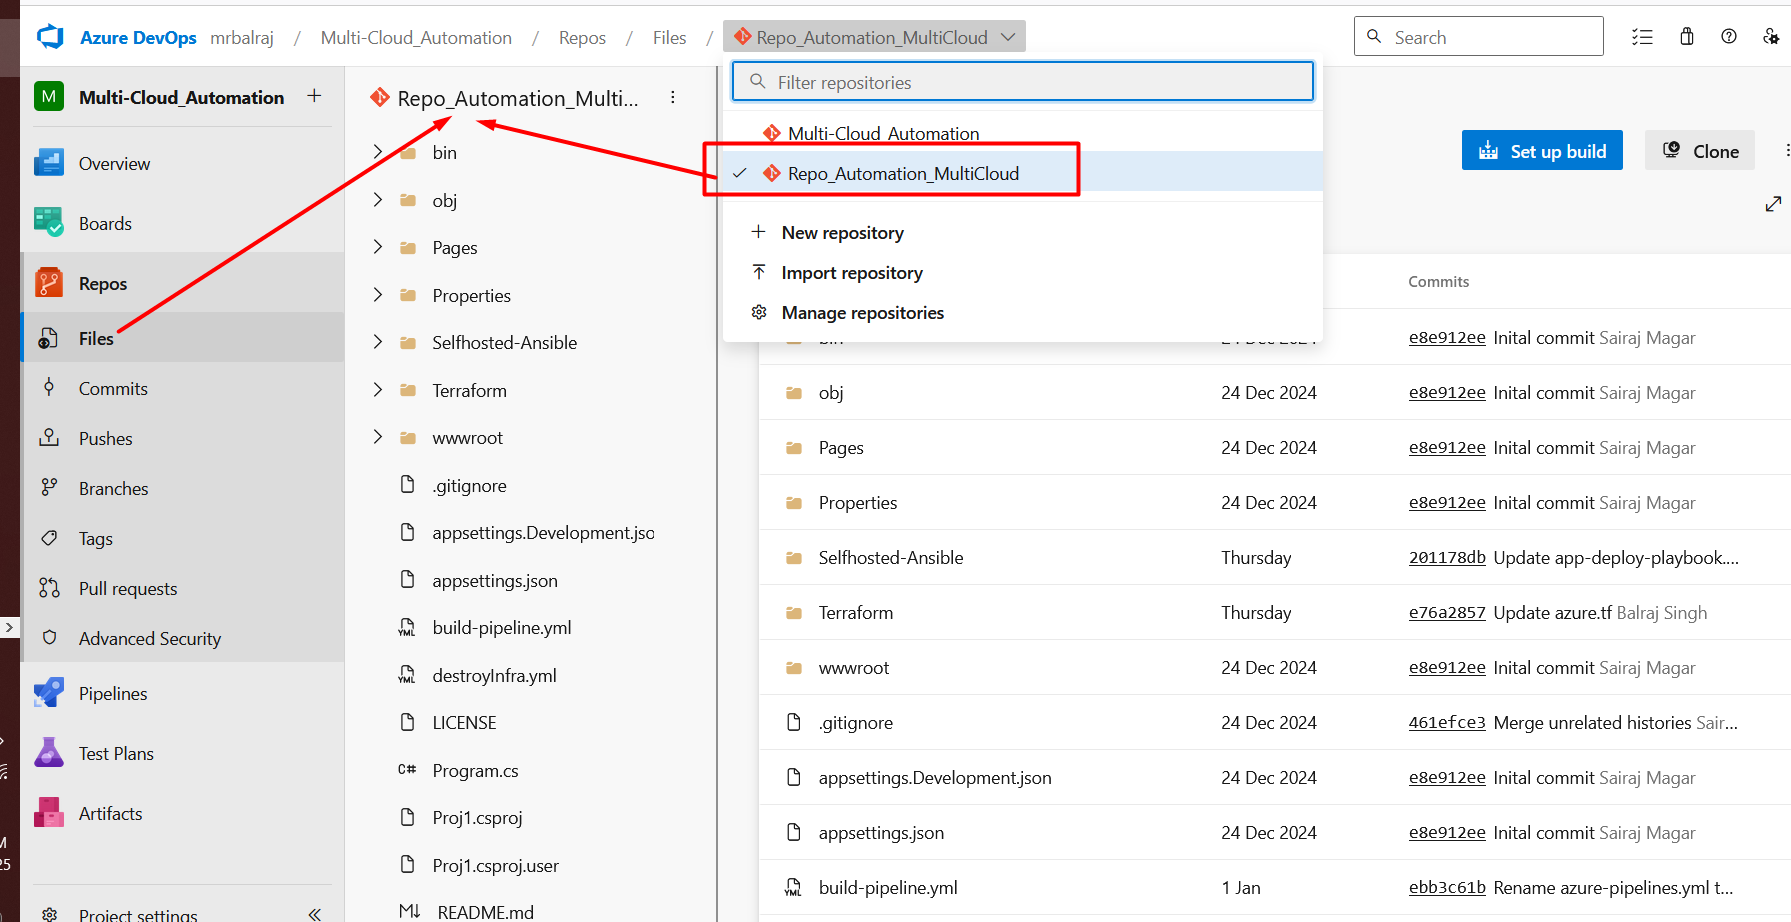 Azure DevOps mrbalraj / Multi-Cloud_Automation / Repos / Files / Repo_Automation_MultiCloud
Search
M Multi-Cloud_Automation +
Overview
Boards
Repos
Files
Commits
Pushes
Branches
Tags
Pull requests
Advanced Security
Pipelines
Test Plans
Artifacts
Project settings
Repo_Automation_Multi...
bin
obj
Pages
Properties
Selfhosted-Ansible
Terraform
wwwroot
.gitignore
appsettings.Development.jso
appsettings.json
YML build-pipeline.yml
YML destroyInfra.yml
LICENSE
C# Program.cs
Proj1.csproj
Proj1.csproj.user
M↓ README.md
Filter repositories
Multi-Cloud_Automation
Repo_Automation_MultiCloud
+ New repository
Import repository
Manage repositories
Set up build
Clone
Commits
bin 24 Dec 2024 e8e912ee Inital commit Sairaj Magar
obj 24 Dec 2024 e8e912ee Inital commit Sairaj Magar
Pages 24 Dec 2024 e8e912ee Inital commit Sairaj Magar
Properties 24 Dec 2024 e8e912ee Inital commit Sairaj Magar
Selfhosted-Ansible Thursday 201178db Update app-deploy-playbook....
Terraform Thursday e76a2857 Update azure.tf Balraj Singh
wwwroot 24 Dec 2024 e8e912ee Inital commit Sairaj Magar
.gitignore 24 Dec 2024 461efce3 Merge unrelated histories Sair...
appsettings.Development.json 24 Dec 2024 e8e912ee Inital commit Sairaj Magar
appsettings.json 24 Dec 2024 e8e912ee Inital commit Sairaj Magar
YML build-pipeline.yml 1 Jan ebb3c61b Rename azure-pipelines.yml t...